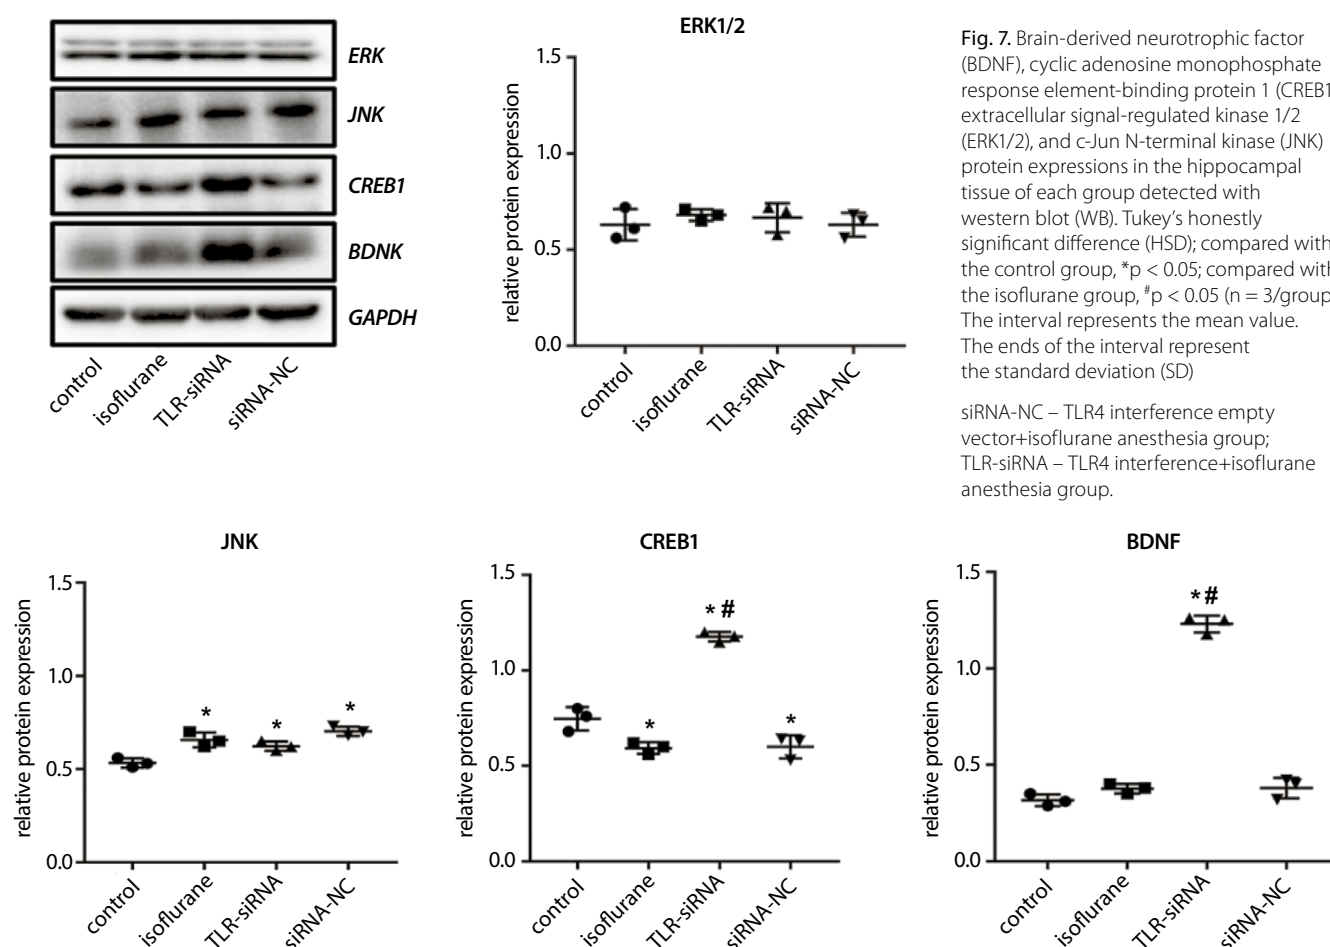 ERK
JNK
CREB1
BDNK
GAPDH
control
isoflurane
TLR-siRNA
siRNA-NC
ERK1/2
relative protein expression
1.5
1.0
0.5
0.0
control
isoflurane
TLR-siRNA
siRNA-NC
Fig. 7. Brain-derived neurotrophic factor
(BDNF), cyclic adenosine monophosphate
response element-binding protein 1 (CREB1
extracellular signal-regulated kinase 1/2
(ERK1/2), and c-Jun N-terminal kinase (JNK)
protein expressions in the hippocampal
tissue of each group detected with
western blot (WB). Tukey’s honestly
significant difference (HSD); compared with
the control group, *p < 0.05; compared with
the isoflurane group, #p < 0.05 (n = 3/group
The interval represents the mean value.
The ends of the interval represent
the standard deviation (SD)
siRNA-NC – TLR4 interference empty
vector+isoflurane anesthesia group;
TLR-siRNA – TLR4 interference+isoflurane
anesthesia group.
JNK
relative protein expression
1.5
1.0
0.5
0.0
*
*
*
control
isoflurane
TLR-siRNA
siRNA-NC
CREB1
relative protein expression
1.5
1.0
0.5
0.0
*
* #
*
control
isoflurane
TLR-siRNA
siRNA-NC
BDNF
relative protein expression
1.5
1.0
0.5
0.0
* #
control
isoflurane
TLR-siRNA
siRNA-NC